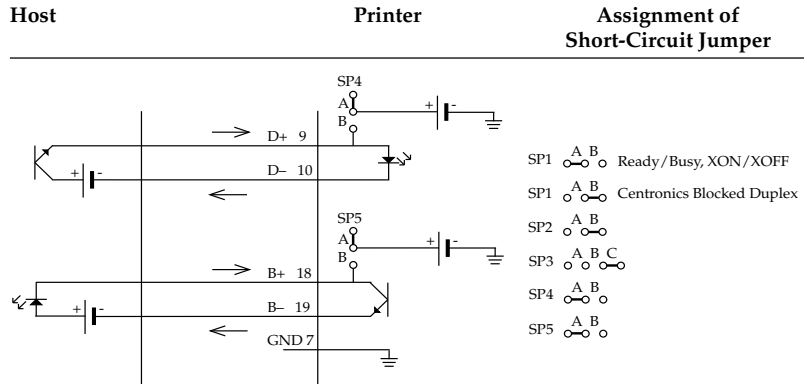 Host Printer Assignment of
Short-Circuit Jumper
SP4
A
B
+ -
D+ 9
D– 10
+ -
SP5
A
B
+ -
B+ 18
B– 19
+ -
GND 7
SP1 A B Ready/Busy, XON/XOFF
SP1 A B Centronics Blocked Duplex
SP2 A B
SP3 A B C
SP4 A B
SP5 A B